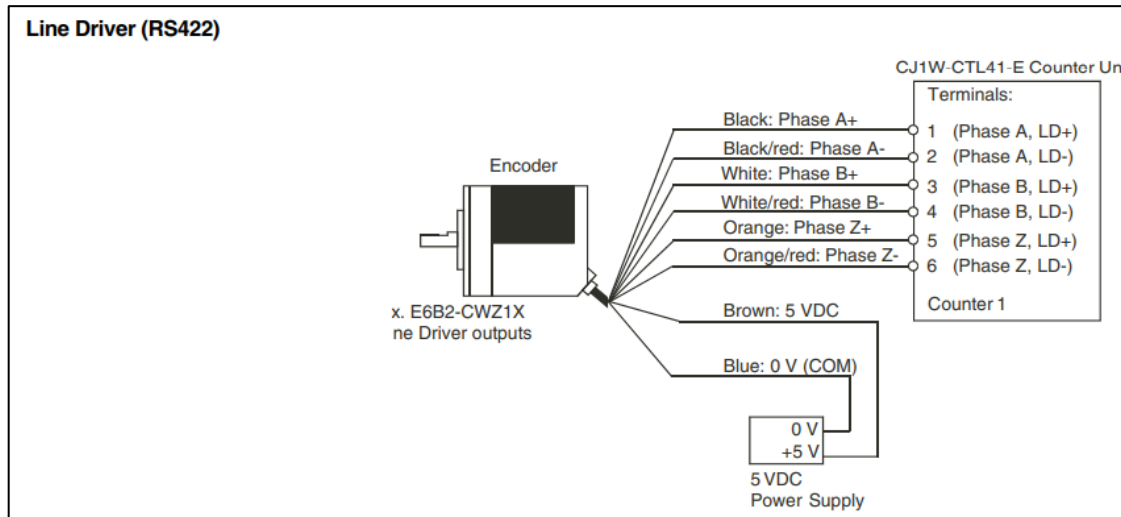 Line Driver (RS422)
CJ1W-CTL41-E Counter Un
Terminals:
Black: Phase A+
1 (Phase A, LD+)
Black/red: Phase A-
2 (Phase A, LD-)
White: Phase B+
3 (Phase B, LD+)
White/red: Phase B-
4 (Phase B, LD-)
Orange: Phase Z+
5 (Phase Z, LD+)
Orange/red: Phase Z-
6 (Phase Z, LD-)
Counter 1
Encoder
x. E6B2-CWZ1X
ne Driver outputs
Brown: 5 VDC
Blue: 0 V (COM)
0 V
+5 V
5 VDC
Power Supply